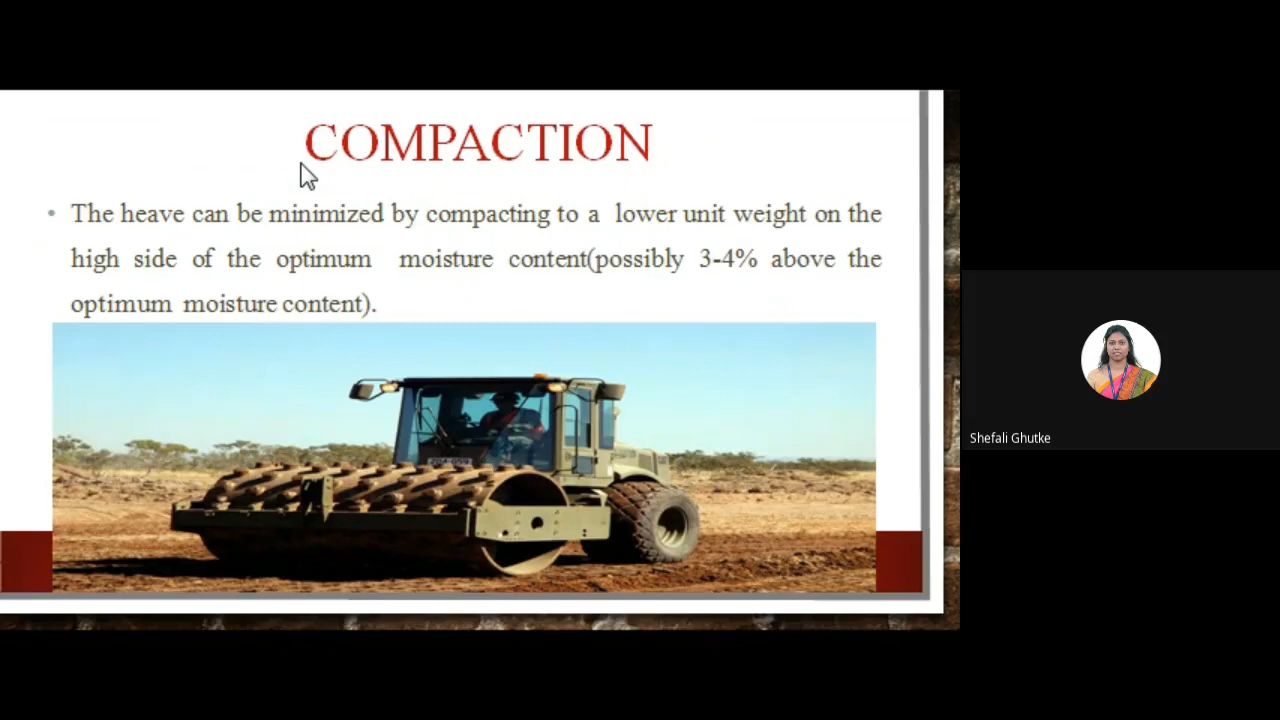 COMPACTION
• The heave can be minimized by compacting to a lower unit weight on the
high side of the optimum moisture content(possibly 3-4% above the
optimum moisture content).
Shefali Ghutke